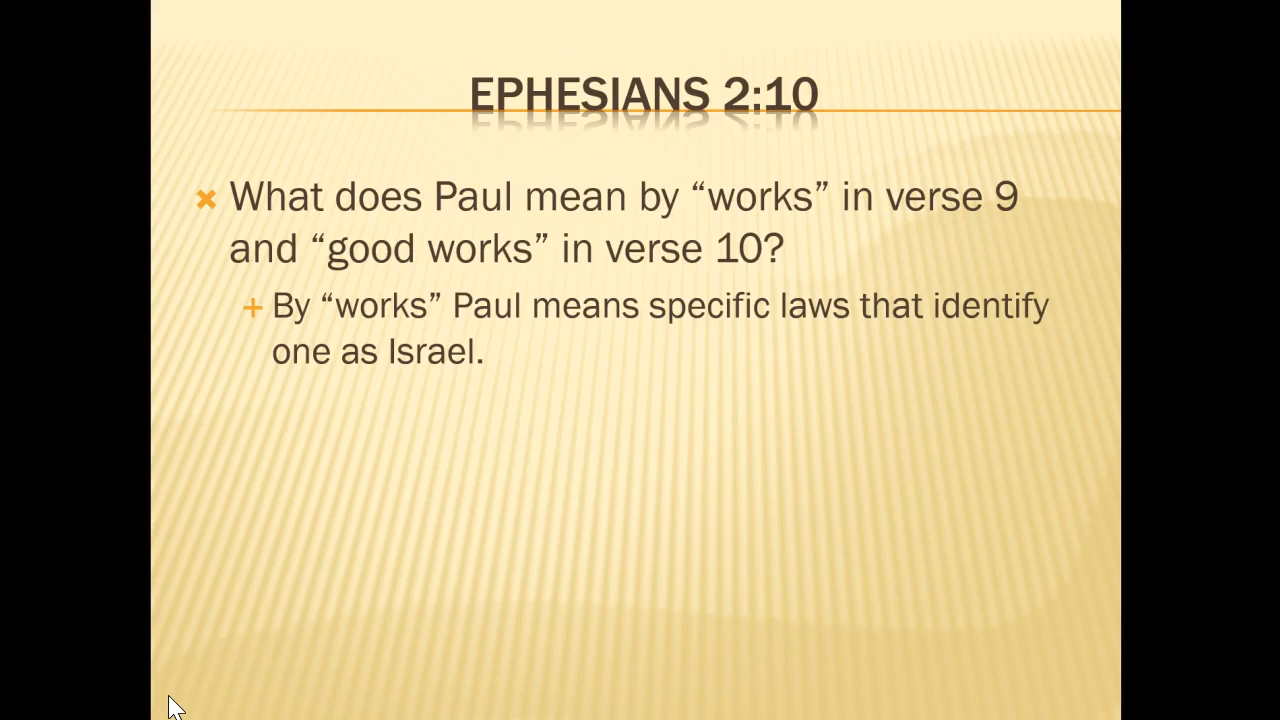 EPHESIANS 2:10
What does Paul mean by “works” in verse 9
and “good works” in verse 10?
By “works” Paul means specific laws that identify
one as Israel.